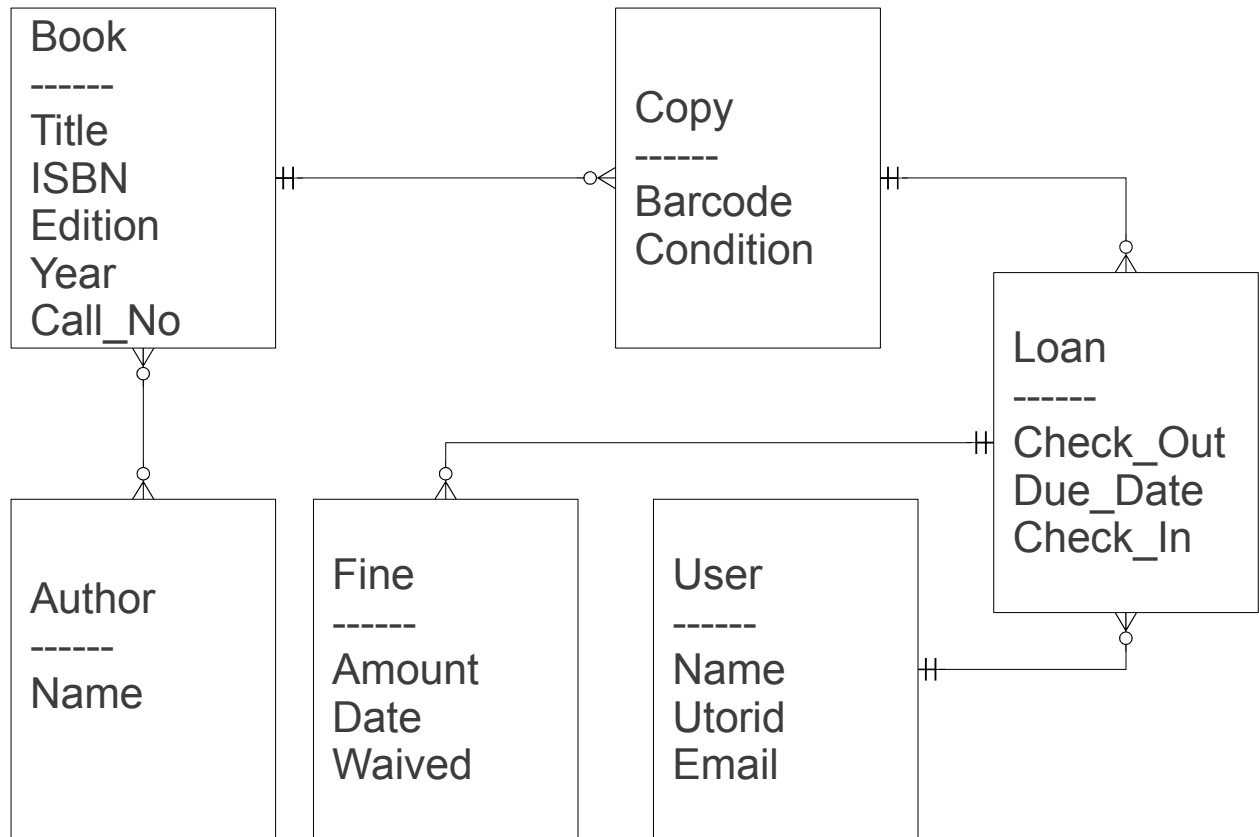 Book
------
Title
ISBN
Edition
Year
Call_No
Copy
------
Barcode
Condition
Loan
------
Check_Out
Due_Date
Check_In
Author
------
Name
Fine
------
Amount
Date
Waived
User
------
Name
Utorid
Email